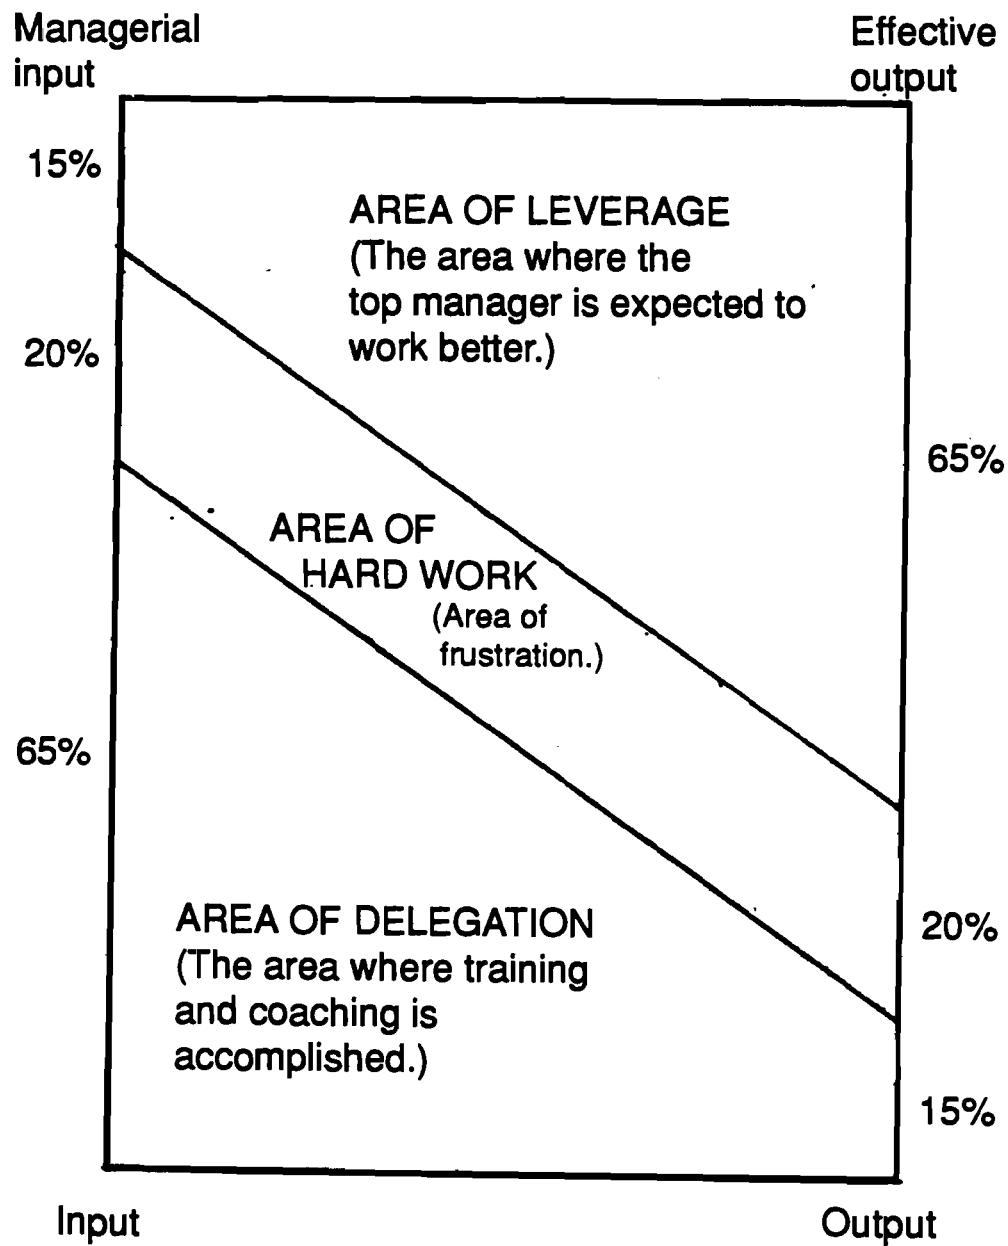 Managerial
input
Effective
output
15%
AREA OF LEVERAGE
(The area where the
top manager is expected to
work better.)
20%
65%
AREA OF
HARD WORK
(Area of
frustration.)
65%
AREA OF DELEGATION
(The area where training
and coaching is
accomplished.)
20%
15%
Input
Output